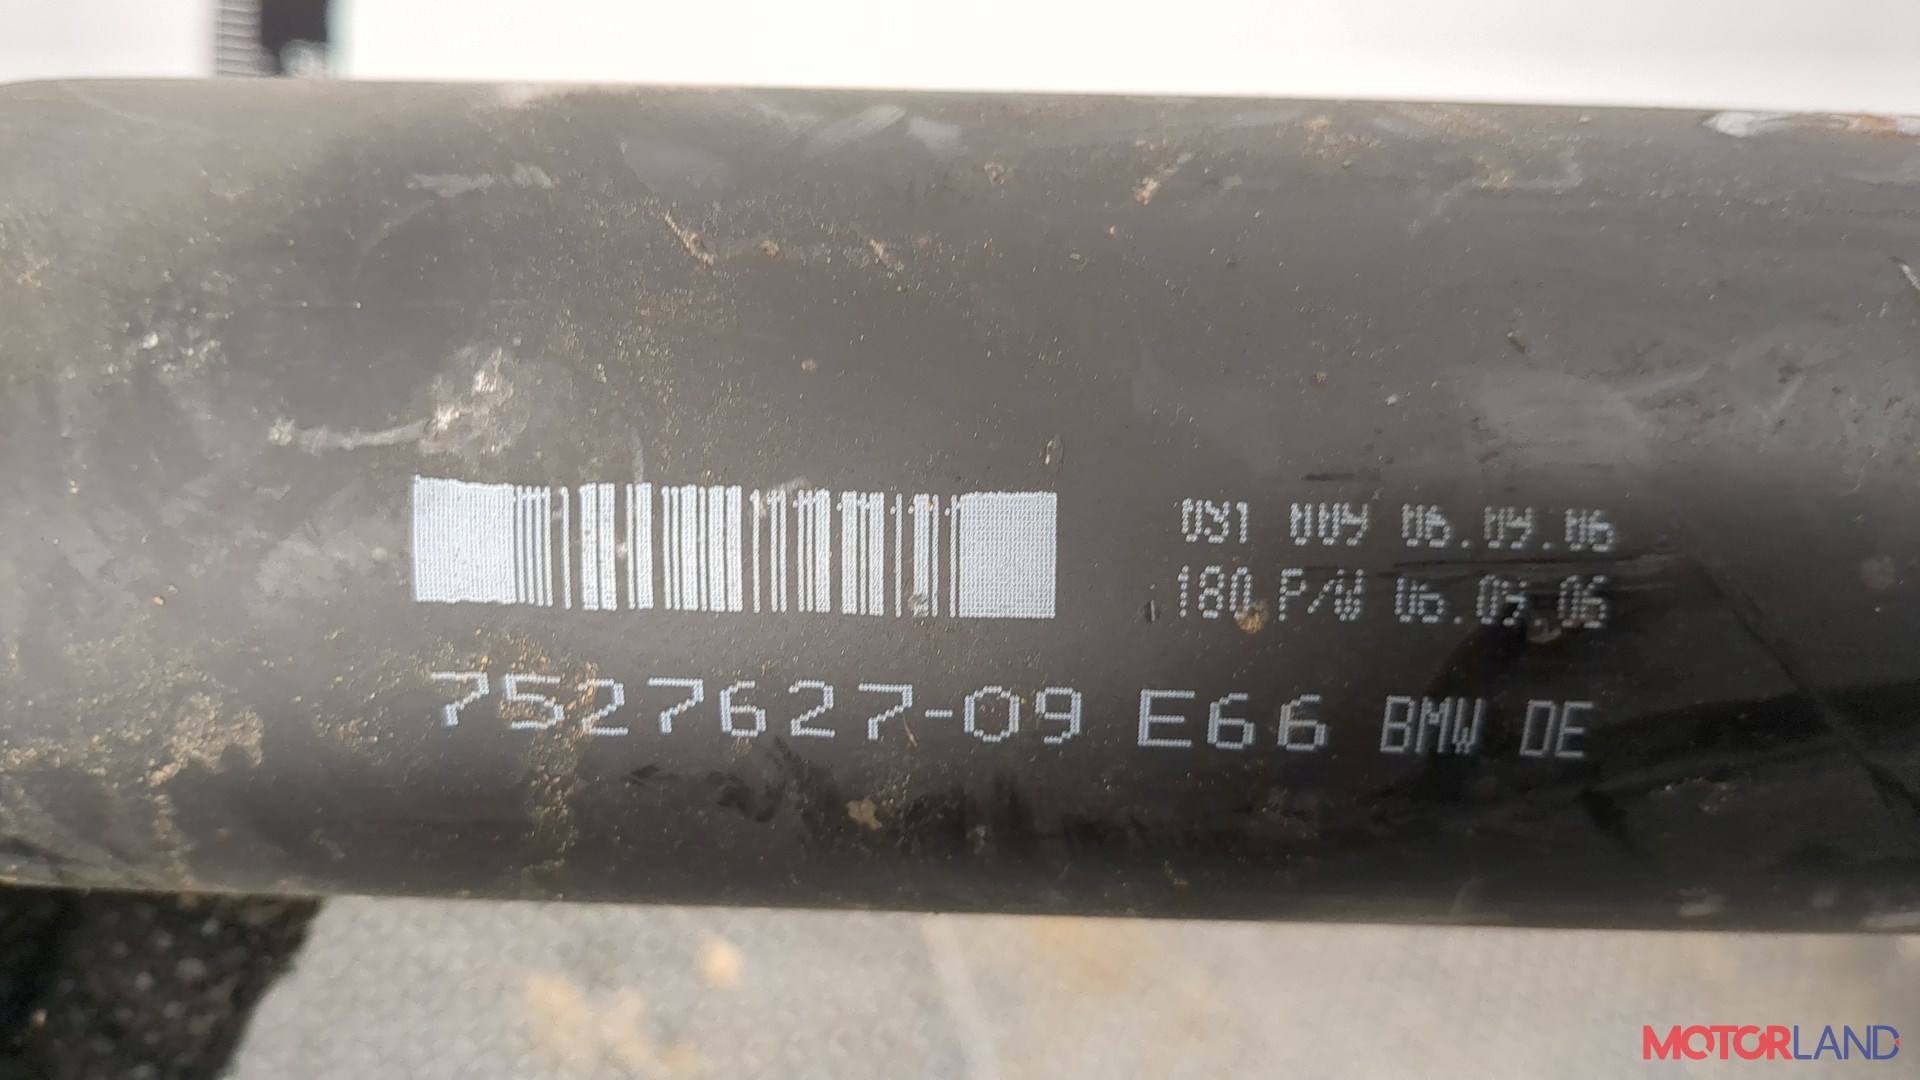 031 009 06.09.06
180 P/W 06.09.06
7527627-09 E66 BMW DE
MOTORLAND